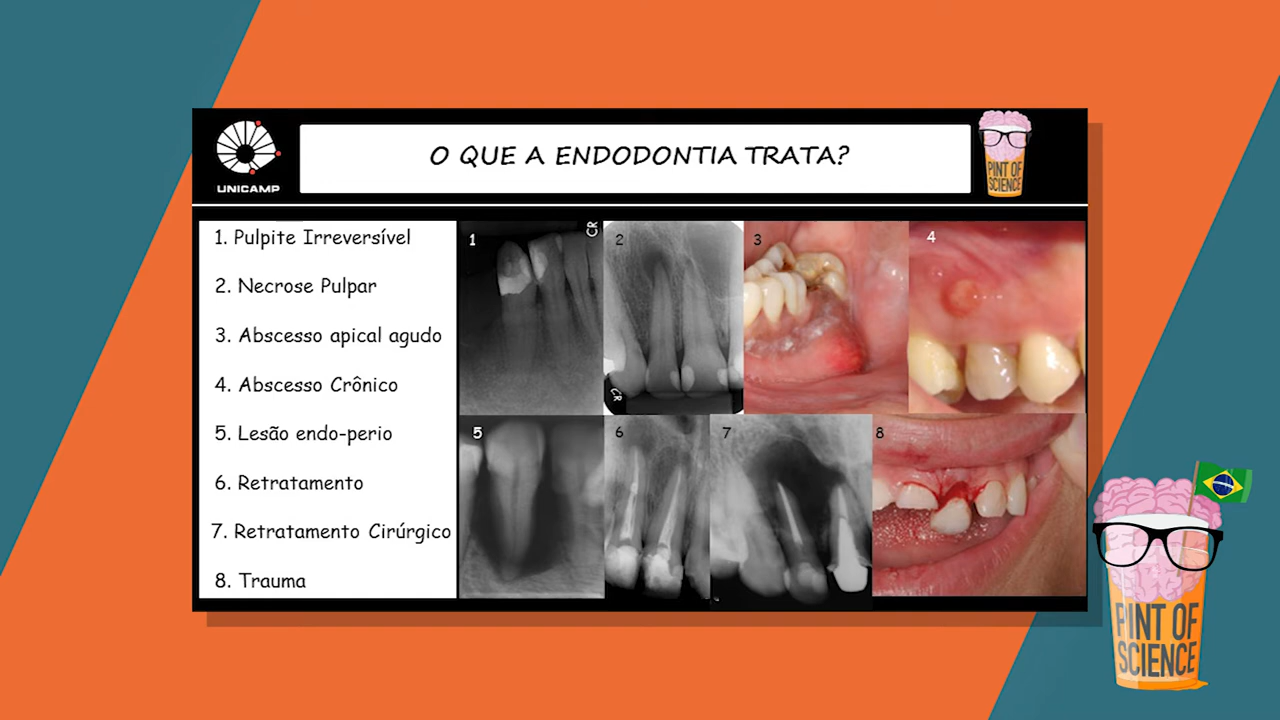 O QUE A ENDODONTIA TRATA?
UNICAMP
PINT OF
SCIENCE
1. Pulpite Irreversível
2. Necrose Pulpar
3. Abscesso apical agudo
4. Abscesso Crônico
5. Lesão endo-perio
6. Retratamento
7. Retratamento Cirúrgico
8. Trauma
1
CR
2
CR
3
4
5
6
7
8
PINT OF
SCIENCE